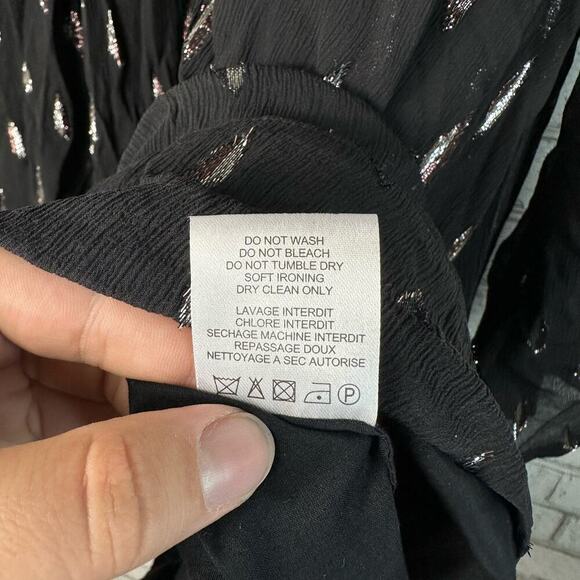 DO NOT WASH
DO NOT BLEACH
DO NOT TUMBLE DRY
SOFT IRONING
DRY CLEAN ONLY
LAVAGE INTERDIT
CHLORE INTERDIT
SECHAGE MACHINE INTERDIT
REPASSAGE DOUX
NETTOYAGE A SEC AUTORISE
P